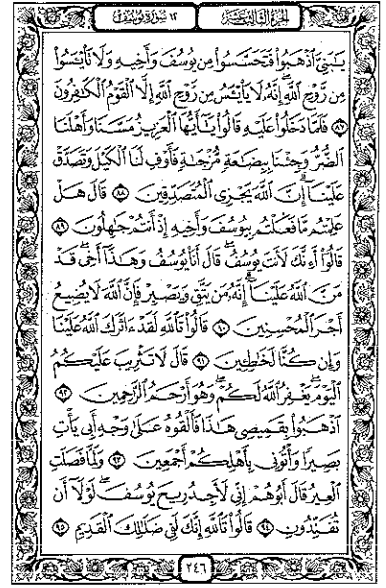 الجزء الثالث عشر
١٢ سورة يوسف
يَٰبَنِيَّ ٱذْهَبُوا۟ فَتَحَسَّسُوا۟ مِن يُوسُفَ وَأَخِيهِ وَلَا تَا۟يْـَٔسُوا۟
مِن رَّوْحِ ٱللَّهِ ۖ إِنَّهُۥ لَا يَا۟يْـَٔسُ مِن رَّوْحِ ٱللَّهِ إِلَّا ٱلْقَوْمُ ٱلْكَٰفِرُونَ
٨٧ فَلَمَّا دَخَلُوا۟ عَلَيْهِ قَالُوا۟ يَٰٓأَيُّهَا ٱلْعَزِيزُ مَسَّنَا وَأَهْلَنَا
ٱلضُّرُّ وَجِئْنَا بِبِضَٰعَةٍ مُّزْجَىٰةٍ فَأَوْفِ لَنَا ٱلْكَيْلَ وَتَصَدَّقْ
عَلَيْنَآ ۖ إِنَّ ٱللَّهَ يَجْزِى ٱلْمُتَصَدِّقِينَ ٨٨ قَالَ هَلْ
عَلِمْتُم مَّا فَعَلْتُم بِيُوسُفَ وَأَخِيهِ إِذْ أَنتُمْ جَٰهِلُونَ ٨٩
قَالُوٓا۟ أَءِنَّكَ لَأَنتَ يُوسُفُ ۖ قَالَ أَنَا۠ يُوسُفُ وَهَٰذَآ أَخِى ۖ قَدْ
مَنَّ ٱللَّهُ عَلَيْنَآ ۖ إِنَّهُۥ مَن يَتَّقِ وَيَصْبِرْ فَإِنَّ ٱللَّهَ لَا يُضِيعُ
أَجْرَ ٱلْمُحْسِنِينَ ٩٠ قَالُوا۟ تَٱللَّهِ لَقَدْ ءَاثَرَكَ ٱللَّهُ عَلَيْنَا
وَإِن كُنَّا لَخَٰطِـِٔينَ ٩١ قَالَ لَا تَثْرِيبَ عَلَيْكُمُ
ٱلْيَوْمَ ۖ يَغْفِرُ ٱللَّهُ لَكُمْ ۖ وَهُوَ أَرْحَمُ ٱلرَّٰحِمِينَ ٩٢
ٱذْهَبُوا۟ بِقَمِيصِى هَٰذَا فَأَلْقُوهُ عَلَىٰ وَجْهِ أَبِى يَأْتِ
بَصِيرًا وَأْتُونِى بِأَهْلِكُمْ أَجْمَعِينَ ٩٣ وَلَمَّا فَصَلَتِ
ٱلْعِيرُ قَالَ أَبُوهُمْ إِنِّى لَأَجِدُ رِيحَ يُوسُفَ ۖ لَوْلَآ أَن
تُفَنِّدُونِ ٩٤ قَالُوا۟ تَٱللَّهِ إِنَّكَ لَفِى ضَلَٰلِكَ ٱلْقَدِيمِ ٩٥
٢٤٦